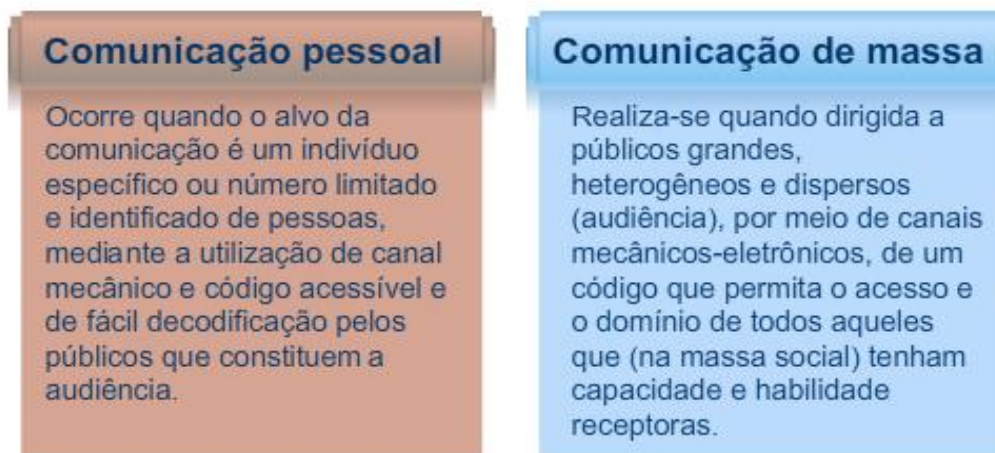 Comunicação pessoal
Ocorre quando o alvo da
comunicação é um indivíduo
específico ou número limitado
e identificado de pessoas,
mediante a utilização de canal
mecânico e código acessível e
de fácil decodificação pelos
públicos que constituem a
audiência.
Comunicação de massa
Realiza-se quando dirigida a
públicos grandes,
heterogêneos e dispersos
(audiência), por meio de canais
mecânicos-eletrônicos, de um
código que permita o acesso e
o domínio de todos aqueles
que (na massa social) tenham
capacidade e habilidade
receptoras.